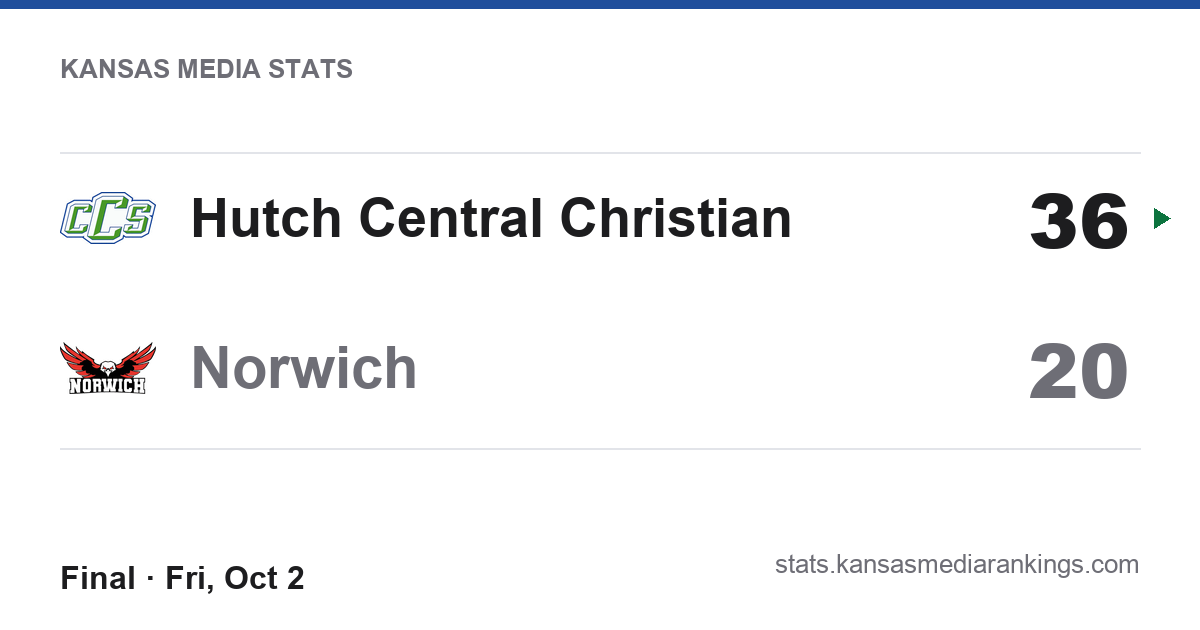 KANSAS MEDIA STATS
CCS
Hutch Central Christian
36
NORWICH
Norwich
20
Final · Fri, Oct 2
stats.kansasmediarankings.com